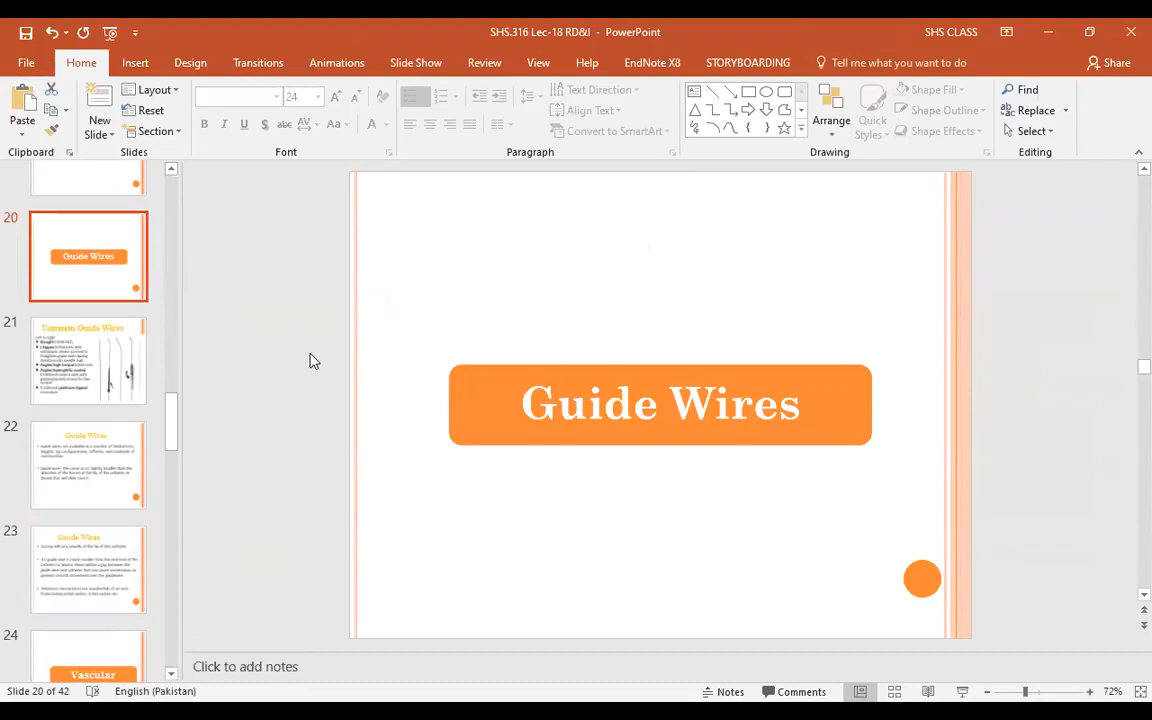 SHS.316 Lec-18 RD&I - PowerPoint
SHS CLASS
File Home Insert Design Transitions Animations Slide Show Review View Help EndNote X8 STORYBOARDING Tell me what you want to do Share
Paste
Clipboard
New Slide
Layout
Reset
Section
Slides
24
B I U S abc AV Aa A
Font
Text Direction
Align Text
Convert to SmartArt
Paragraph
Arrange
Quick Styles
Shape Fill
Shape Outline
Shape Effects
Drawing
Find
Replace
Select
Editing
20
Guide Wires
21
Common Guide Wires
22
Guide Wires
23
Guide Wires
24
Vascular
Guide Wires
Click to add notes
Slide 20 of 42 English (Pakistan) Notes Comments 72%